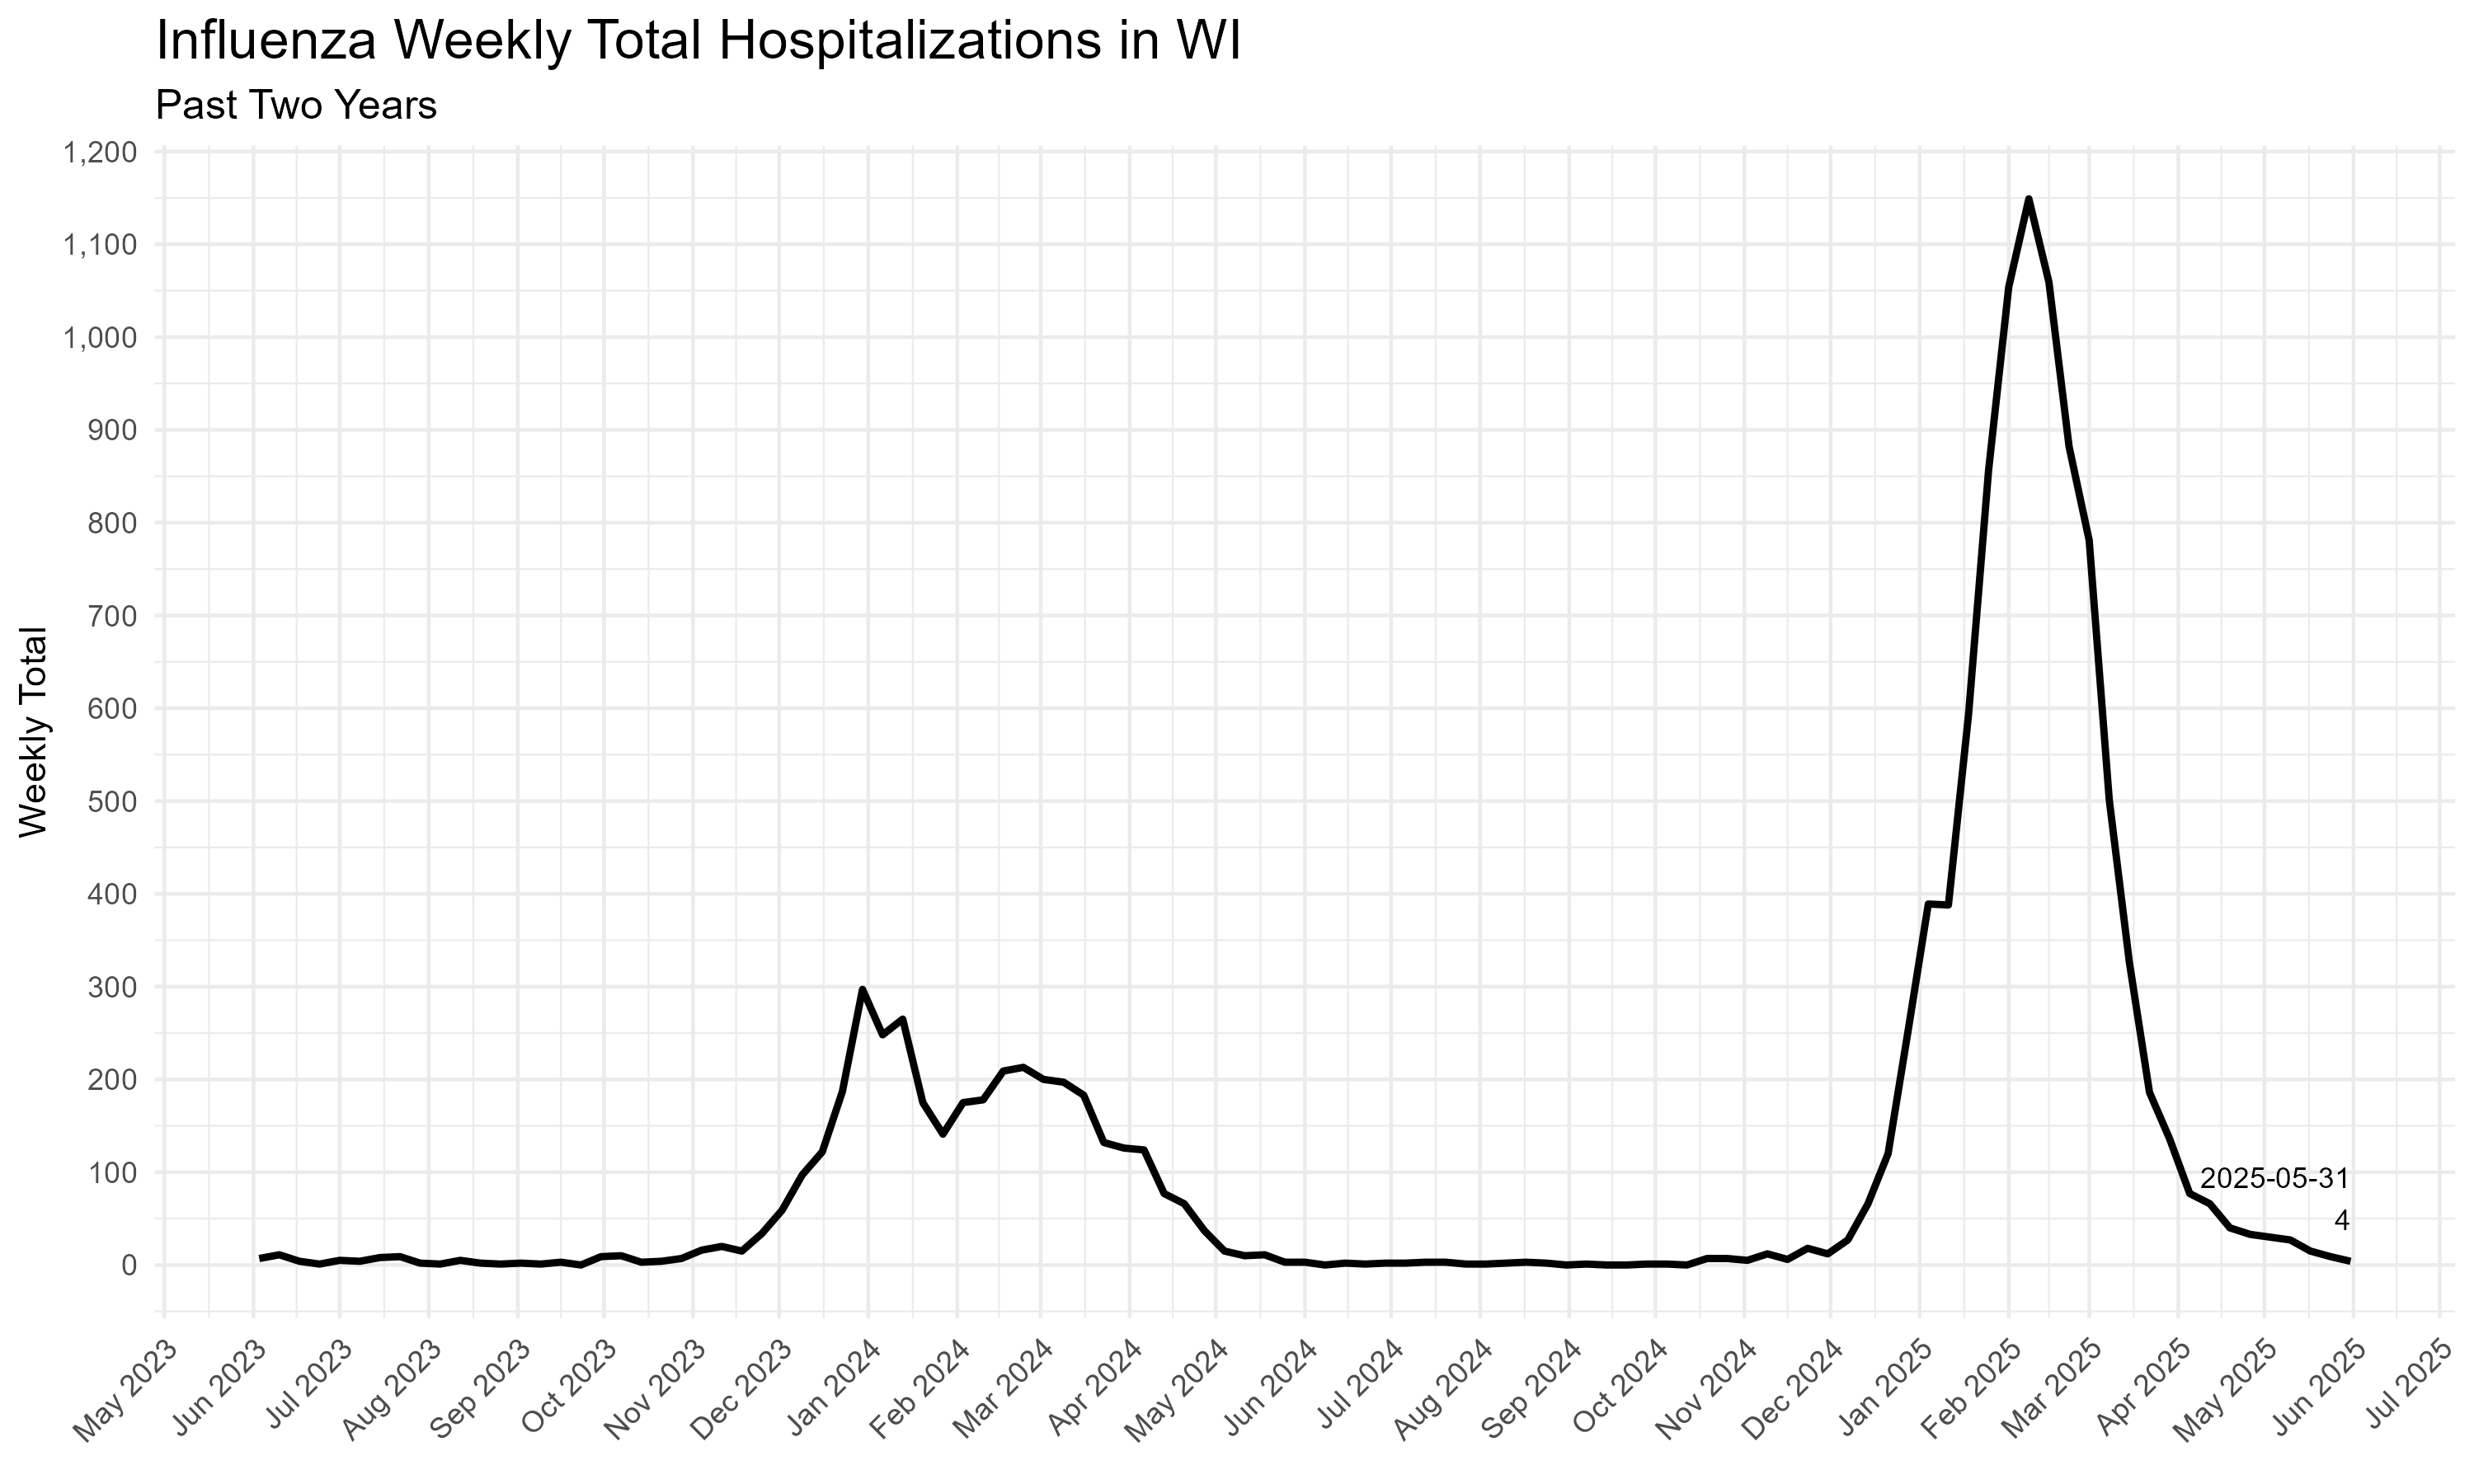 Influenza Weekly Total Hospitalizations in WI
Past Two Years
1,200
1,100
1,000
900
800
700
600
500
400
300
200
100
0
Weekly Total
2025-05-31
4
May 2023
Jun 2023
Jul 2023
Aug 2023
Sep 2023
Oct 2023
Nov 2023
Dec 2023
Jan 2024
Feb 2024
Mar 2024
Apr 2024
May 2024
Jun 2024
Jul 2024
Aug 2024
Sep 2024
Oct 2024
Nov 2024
Dec 2024
Jan 2025
Feb 2025
Mar 2025
Apr 2025
May 2025
Jun 2025
Jul 2025